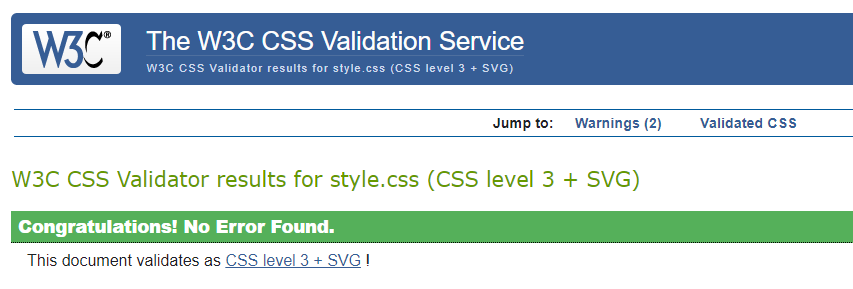 W3C®
The W3C CSS Validation Service
W3C CSS Validator results for style.css (CSS level 3 + SVG)
Jump to: Warnings (2) Validated CSS
W3C CSS Validator results for style.css (CSS level 3 + SVG)
Congratulations! No Error Found.
This document validates as CSS level 3 + SVG !